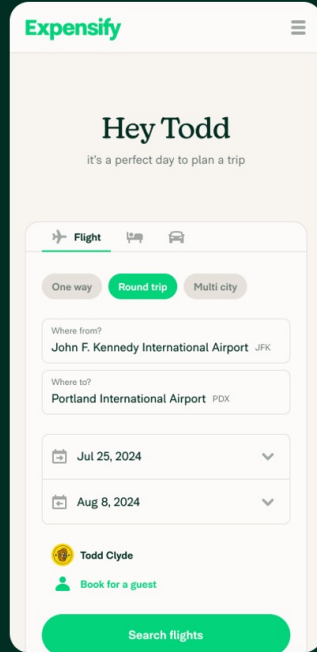 Expensify
Hey Todd
it's a perfect day to plan a trip
Flight
One way Round trip Multi city
Where from?
John F. Kennedy International Airport JFK
Where to?
Portland International Airport PDX
Jul 25, 2024
Aug 8, 2024
Todd Clyde
Book for a guest
Search flights